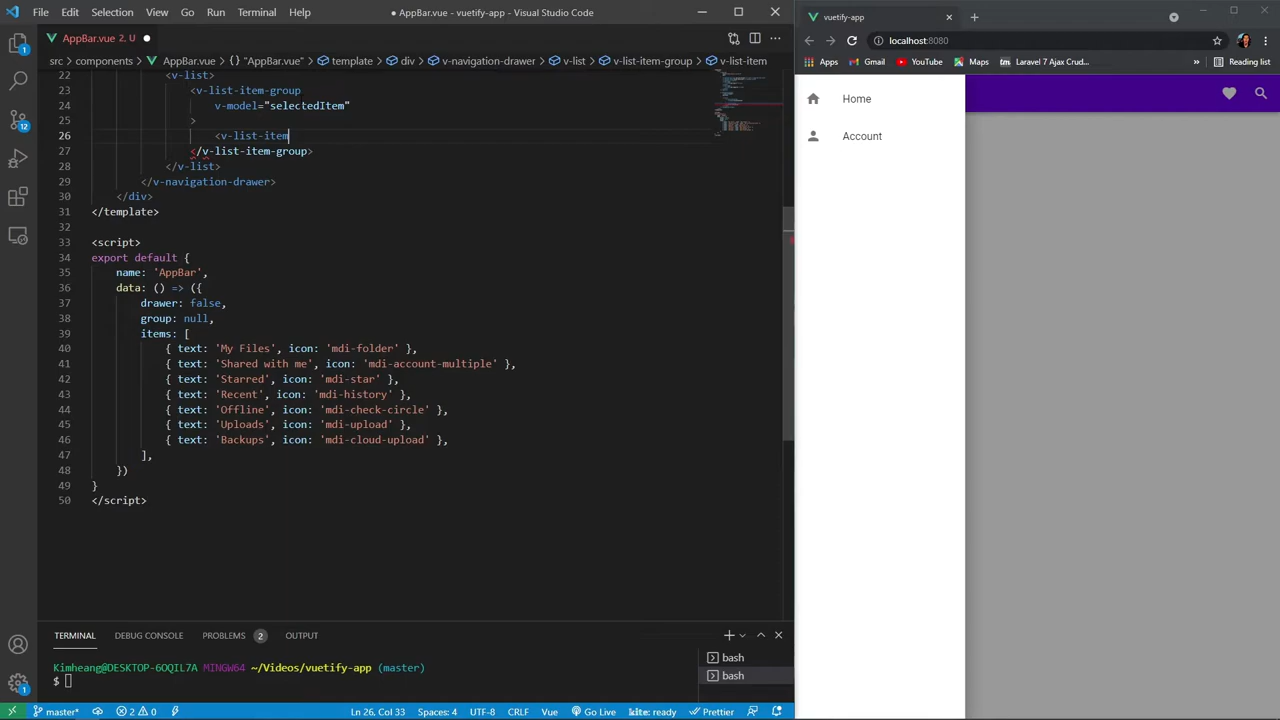 File Edit Selection View Go Run Terminal Help
AppBar.vue - vuetify-app - Visual Studio Code
AppBar.vue 2, U
src > components > AppBar.vue > {} "AppBar.vue" > template > div > v-navigation-drawer > v-list > v-list-item-group > v-list-item
22 <v-list>
23 <v-list-item-group
24 v-model="selectedItem"
25 >
26 <v-list-item
27 </v-list-item-group>
28 </v-list>
29 </v-navigation-drawer>
30 </div>
31 </template>
32
33 <script>
34 export default {
35 name: 'AppBar',
36 data: () => ({
37 drawer: false,
38 group: null,
39 items: [
40 { text: 'My Files', icon: 'mdi-folder' },
41 { text: 'Shared with me', icon: 'mdi-account-multiple' },
42 { text: 'Starred', icon: 'mdi-star' },
43 { text: 'Recent', icon: 'mdi-history' },
44 { text: 'Offline', icon: 'mdi-check-circle' },
45 { text: 'Uploads', icon: 'mdi-upload' },
46 { text: 'Backups', icon: 'mdi-cloud-upload' },
47 ],
48 })
49 }
50 </script>
1
12
1
TERMINAL DEBUG CONSOLE PROBLEMS 2 OUTPUT
Kimheang@DESKTOP-6OQIL7A MINGW64 ~/Videos/vuetify-app (master)
$
bash
bash
master* 2 0 Ln 26, Col 33 Spaces: 4 UTF-8 CRLF Vue Go Live kite: ready Prettier
vuetify-app
localhost:8080
Apps Gmail YouTube Maps Laravel 7 Ajax Crud... » Reading list
Home
Account